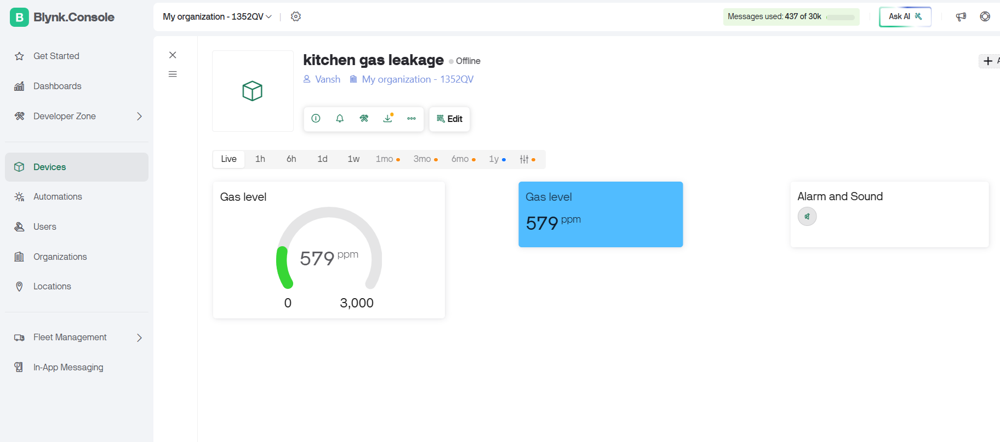 B Blynk.Console
My organization - 1352QV
Messages used: 437 of 30k
Ask AI
Get Started
Dashboards
Developer Zone
Devices
Automations
Users
Organizations
Locations
Fleet Management
In-App Messaging
kitchen gas leakage Offline
Vansh My organization - 1352QV
Edit
Live 1h 6h 1d 1w 1mo 3mo 6mo 1y
Gas level
579 ppm
0 3,000
Gas level
579 ppm
Alarm and Sound